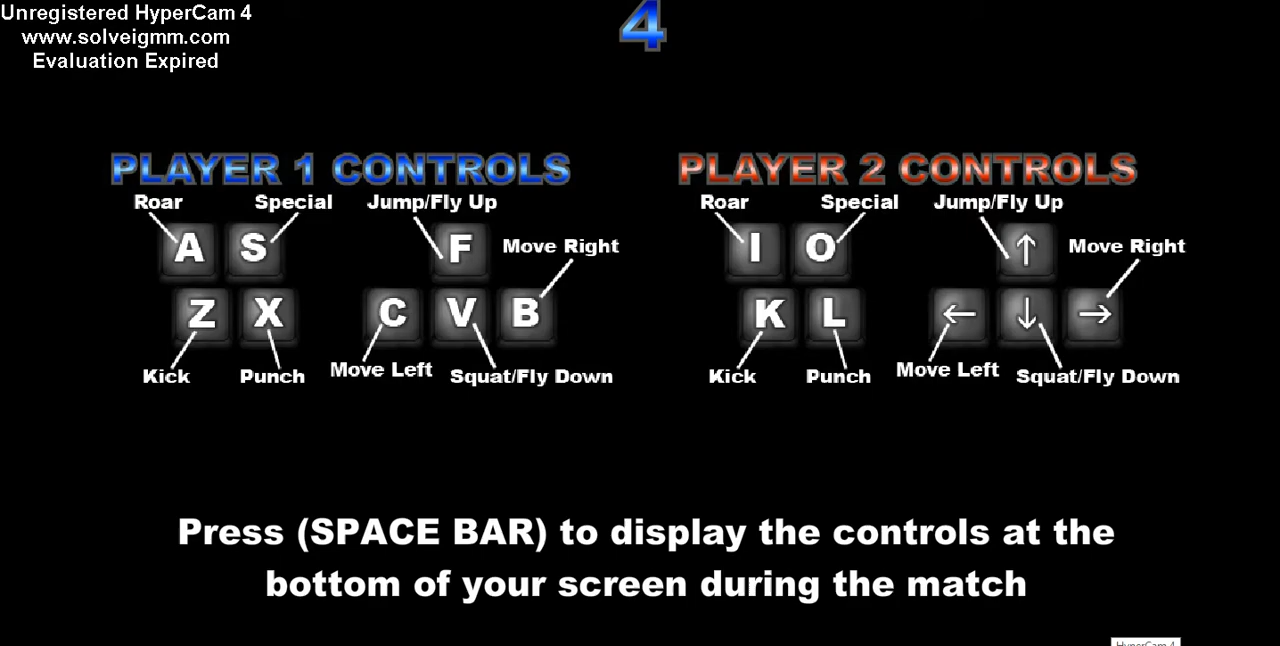 Unregistered HyperCam 4
www.solveigmm.com
Evaluation Expired
4
PLAYER 1 CONTROLS
Roar Special Jump/Fly Up
A S F Move Right
Z X C V B
Kick Punch Move Left Squat/Fly Down
PLAYER 2 CONTROLS
Roar Special Jump/Fly Up
I O ↑ Move Right
K L ← ↓ →
Kick Punch Move Left Squat/Fly Down
Press (SPACE BAR) to display the controls at the
bottom of your screen during the match
HyperCam 4